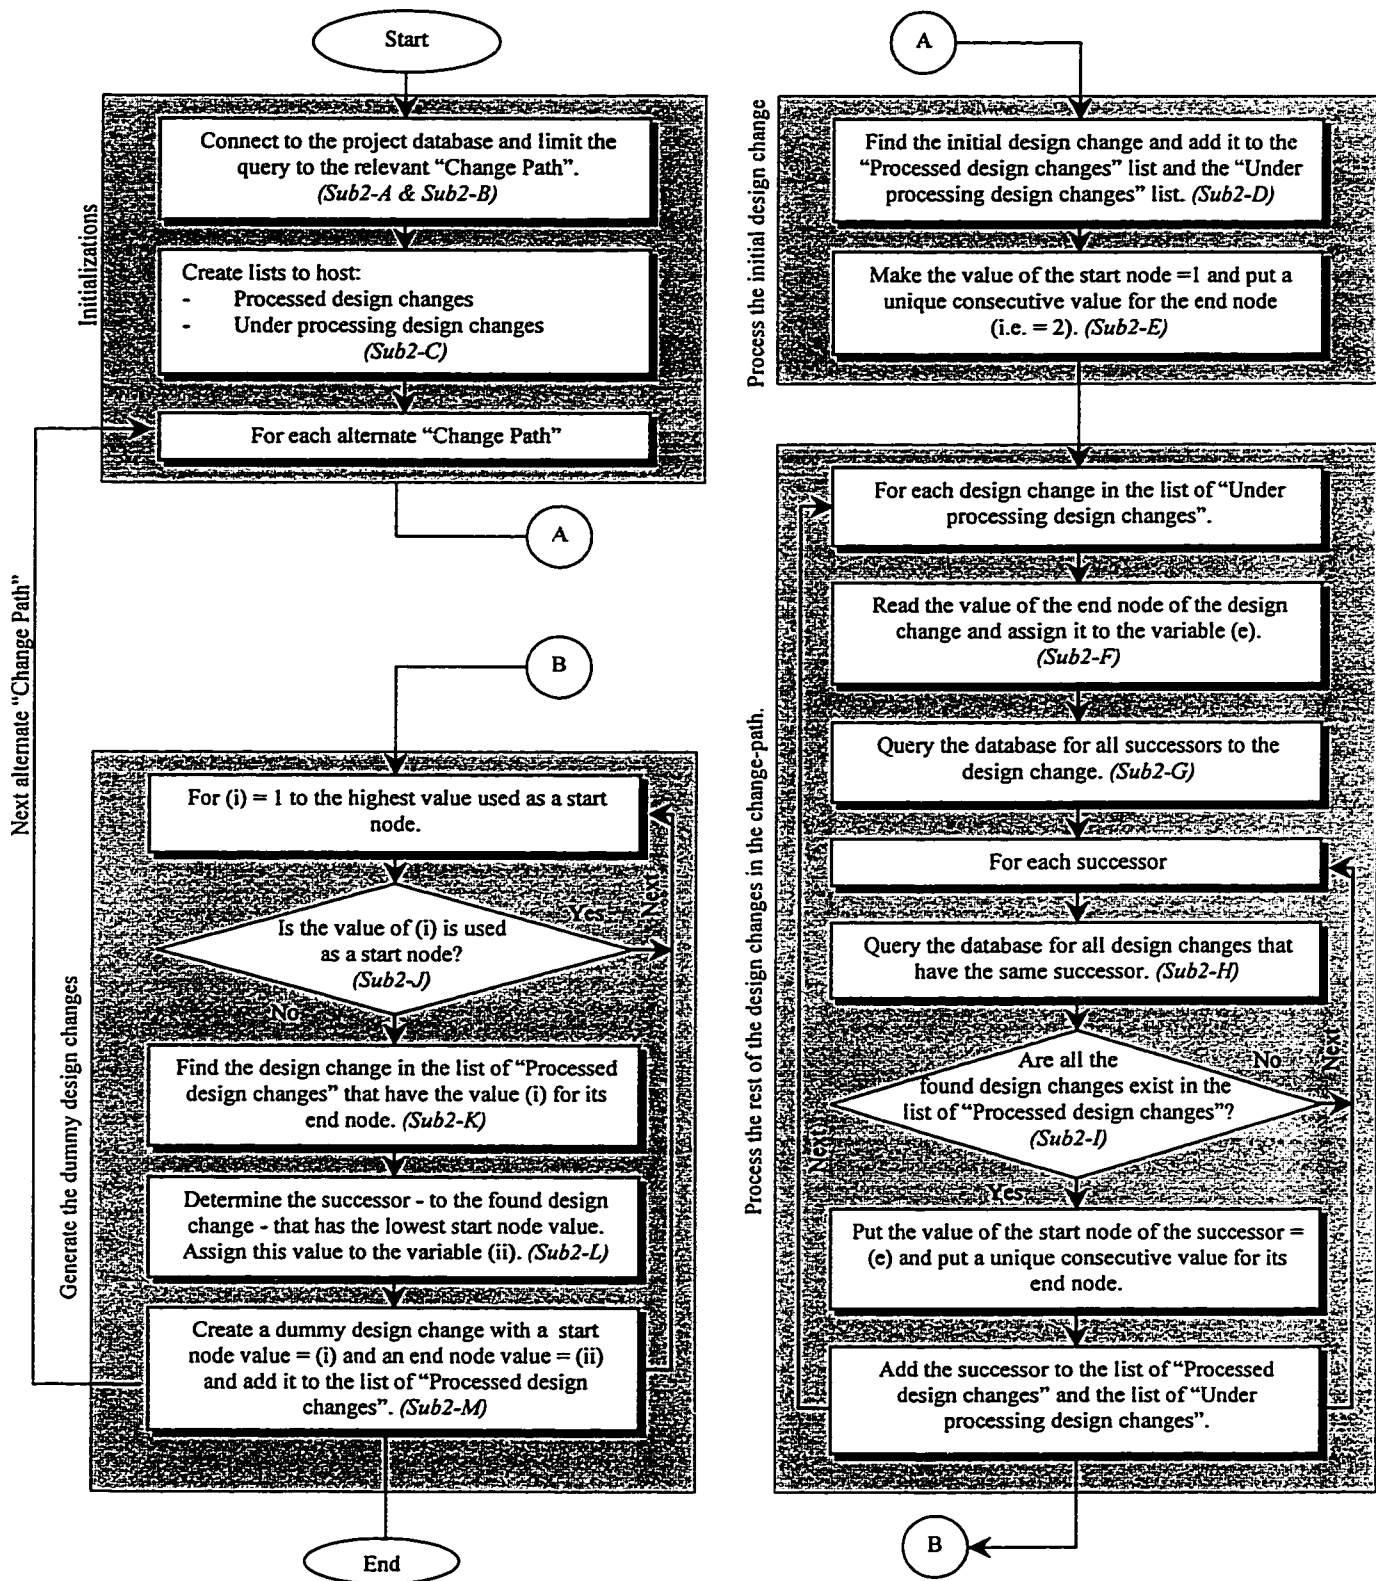 Start
Initializations
Connect to the project database and limit the
query to the relevant “Change Path”.
(Sub2-A & Sub2-B)
Create lists to host:
- Processed design changes
- Under processing design changes
(Sub2-C)
For each alternate “Change Path”
A
Next alternate “Change Path”
B
Generate the dummy design changes
For (i) = 1 to the highest value used as a start
node.
Is the value of (i) is used
as a start node?
(Sub2-J)
Yes
Next
No
Find the design change in the list of “Processed
design changes” that have the value (i) for its
end node. (Sub2-K)
Determine the successor - to the found design
change - that has the lowest start node value.
Assign this value to the variable (ii). (Sub2-L)
Create a dummy design change with a start
node value = (i) and an end node value = (ii)
and add it to the list of “Processed design
changes”. (Sub2-M)
End
A
Process the initial design change
Find the initial design change and add it to the
“Processed design changes” list and the “Under
processing design changes” list. (Sub2-D)
Make the value of the start node =1 and put a
unique consecutive value for the end node
(i.e. = 2). (Sub2-E)
Process the rest of the design changes in the change-path.
For each design change in the list of “Under
processing design changes”.
Read the value of the end node of the design
change and assign it to the variable (e).
(Sub2-F)
Query the database for all successors to the
design change. (Sub2-G)
For each successor
Query the database for all design changes that
have the same successor. (Sub2-H)
Are all the
found design changes exist in the
list of “Processed design changes”?
(Sub2-I)
No
Next
Next
Yes
Put the value of the start node of the successor =
(e) and put a unique consecutive value for its
end node.
Add the successor to the list of “Processed
design changes” and the list of “Under
processing design changes”.
B